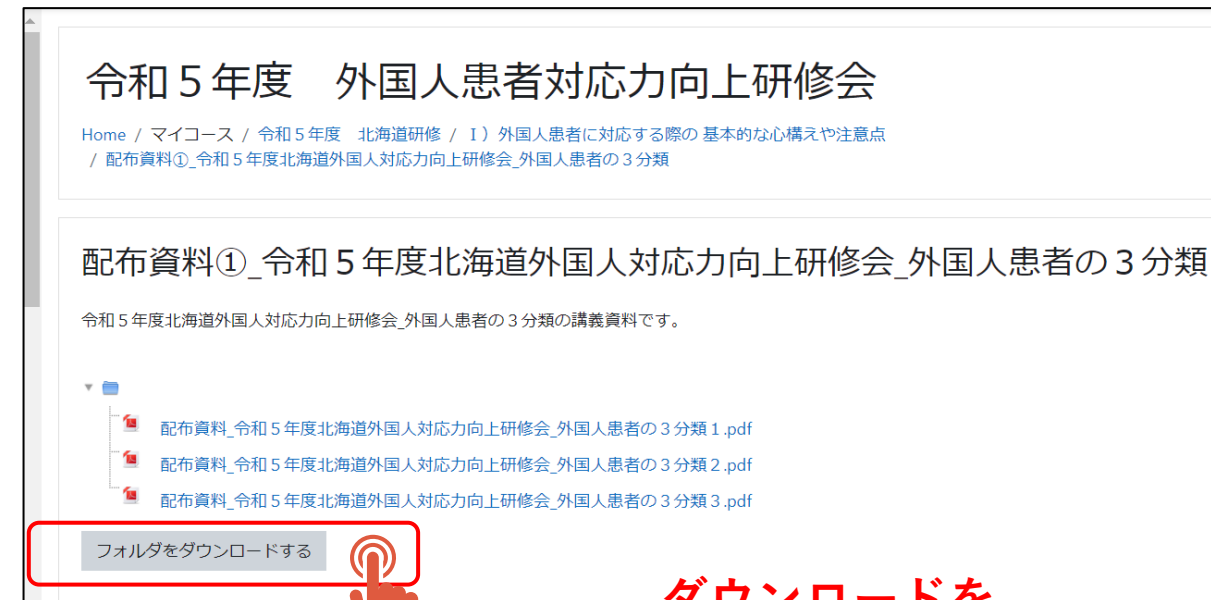 令和５年度　外国人患者対応力向上研修会
Home / マイコース / 令和５年度　北海道研修 / Ⅰ）外国人患者に対応する際の 基本的な心構えや注意点
/ 配布資料①_令和５年度北海道外国人対応力向上研修会_外国人患者の３分類
配布資料①_令和５年度北海道外国人対応力向上研修会_外国人患者の３分類
令和５年度北海道外国人対応力向上研修会_外国人患者の３分類の講義資料です。
配布資料_令和５年度北海道外国人対応力向上研修会_外国人患者の３分類１.pdf
配布資料_令和５年度北海道外国人対応力向上研修会_外国人患者の３分類２.pdf
配布資料_令和５年度北海道外国人対応力向上研修会_外国人患者の３分類３.pdf
フォルダをダウンロードする
ダウンロードを